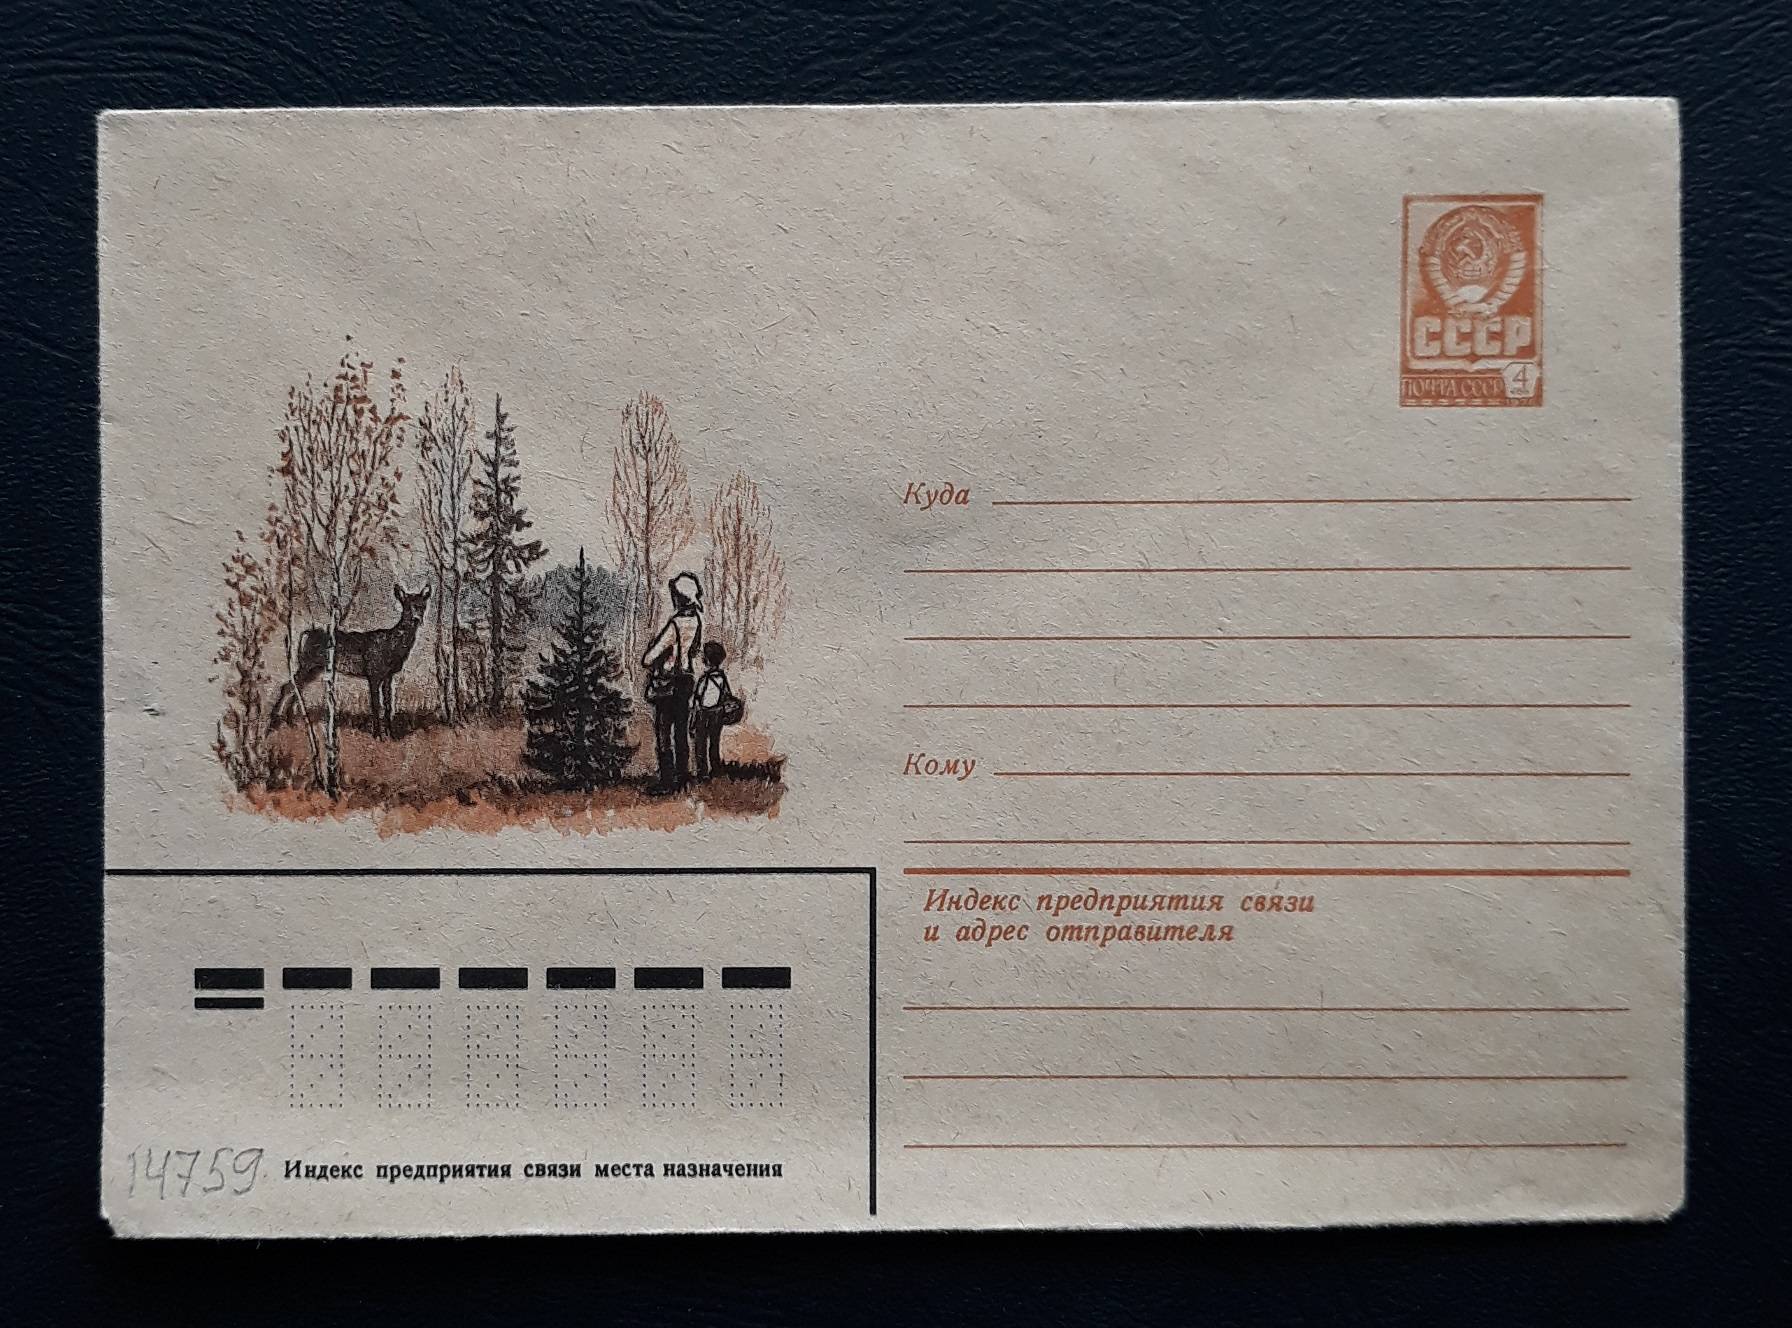 СССР
ПОЧТА СССР 4
Куда
Кому
Индекс предприятия связи
и адрес отправителя
14759 Индекс предприятия связи места назначения